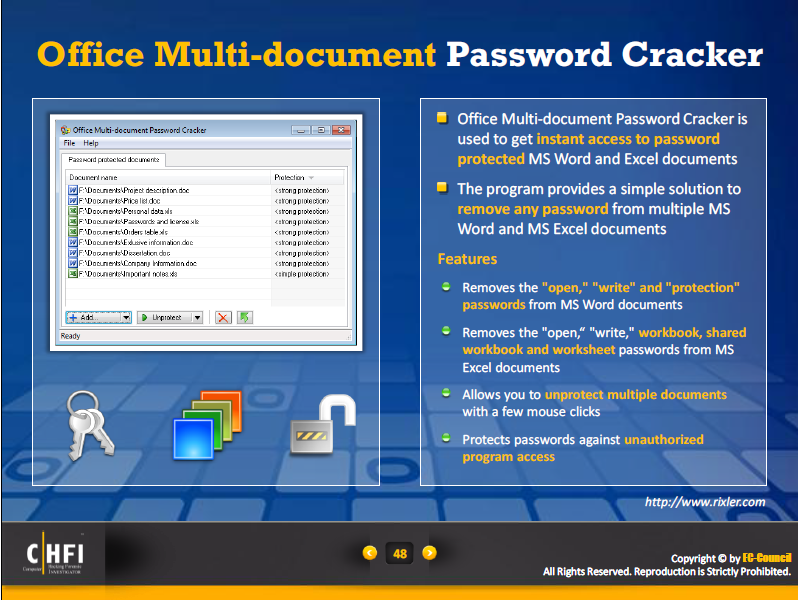 Office Multi-document Password Cracker
Office Multi-document Password Cracker
File Help
Password protected documents
Document name Protection
F:\Documents\Project description.doc <strong protection>
F:\Documents\Price list.doc <strong protection>
F:\Documents\Personal data.xls <strong protection>
F:\Documents\Passwords and license.xls <strong protection>
F:\Documents\Orders table.xls <strong protection>
F:\Documents\Exlusive information.doc <strong protection>
F:\Documents\Dissertation.doc <strong protection>
F:\Documents\Company Information.doc <strong protection>
F:\Documents\Important notes.xls <simple protection>
Add... Unprotect
Ready
Office Multi-document Password Cracker is
used to get instant access to password
protected MS Word and Excel documents
The program provides a simple solution to
remove any password from multiple MS
Word and MS Excel documents
Features
Removes the "open," "write" and "protection"
passwords from MS Word documents
Removes the "open,“ "write," workbook, shared
workbook and worksheet passwords from MS
Excel documents
Allows you to unprotect multiple documents
with a few mouse clicks
Protects passwords against unauthorized
program access
http://www.rixler.com
CHFI
Computer Hacking Forensic
INVESTIGATOR
48
Copyright © by EC-Council
All Rights Reserved. Reproduction is Strictly Prohibited.